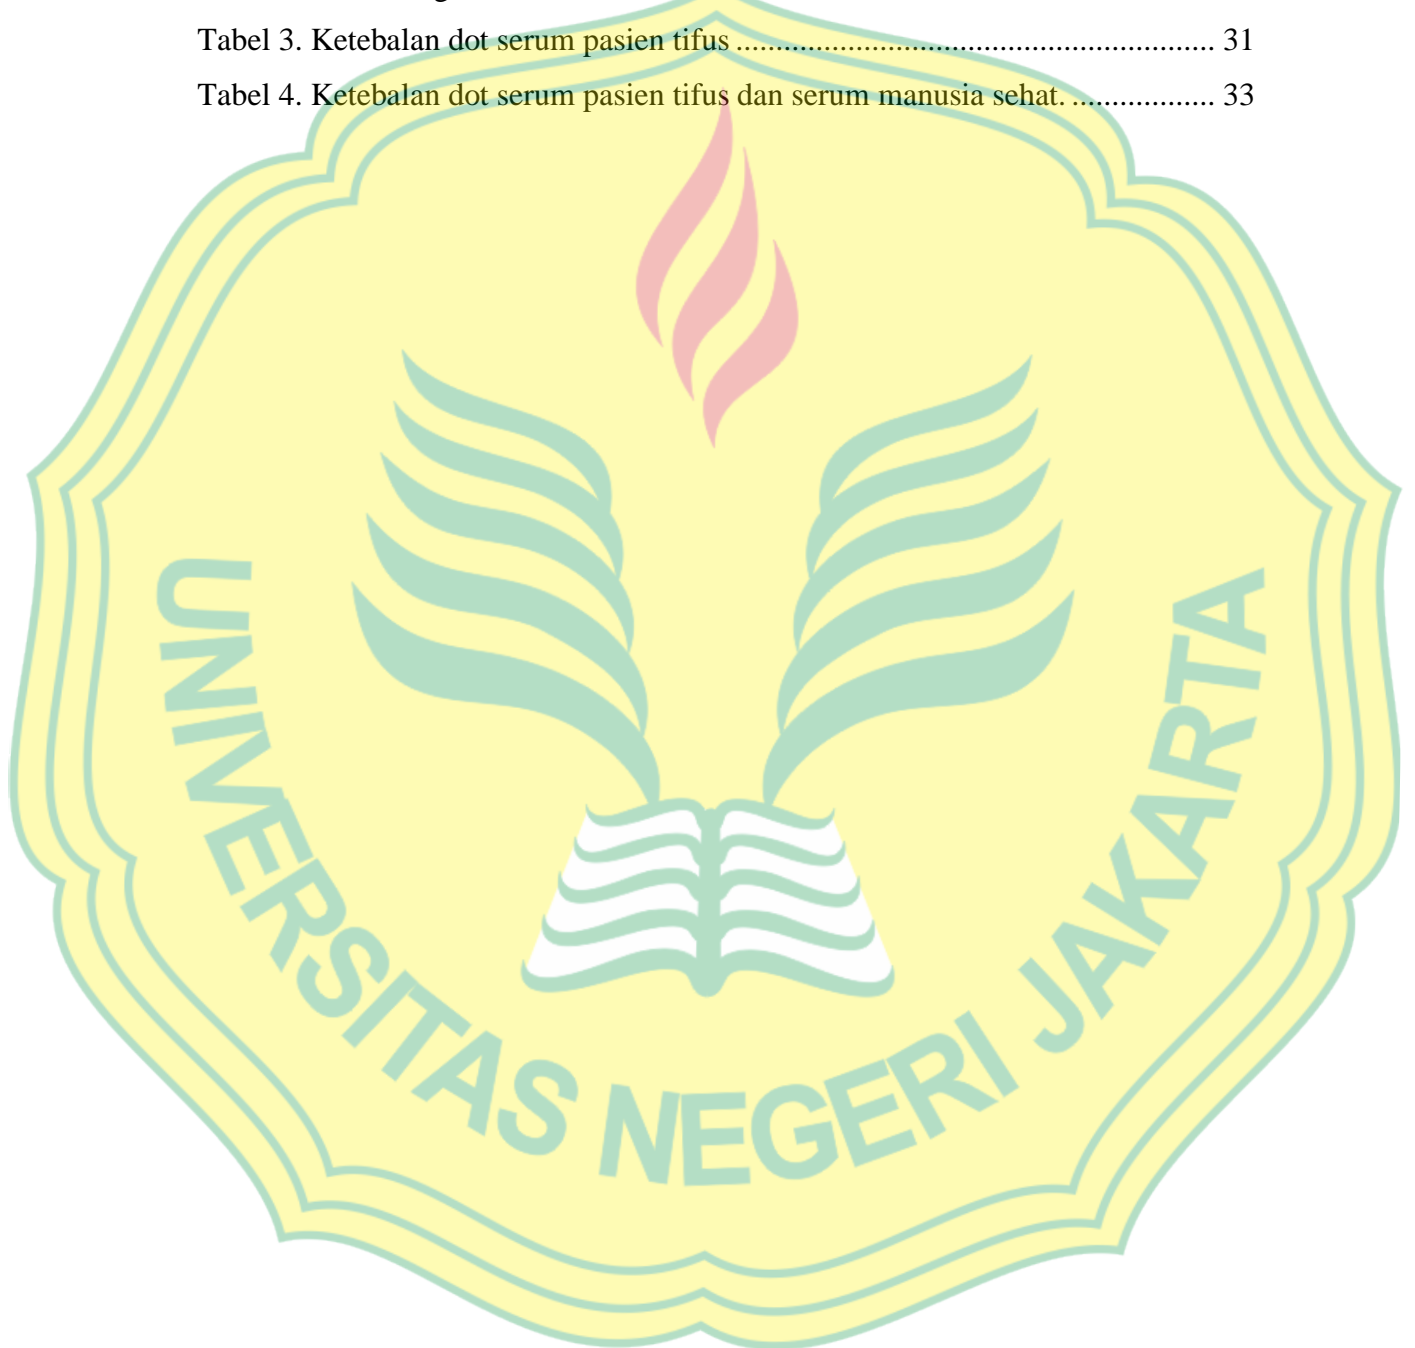 Tabel 3. Ketebalan dot serum pasien tifus ............................................................. 31
Tabel 4. Ketebalan dot serum pasien tifus dan serum manusia sehat. .................. 33
UNIVERSITAS NEGERI JAKARTA